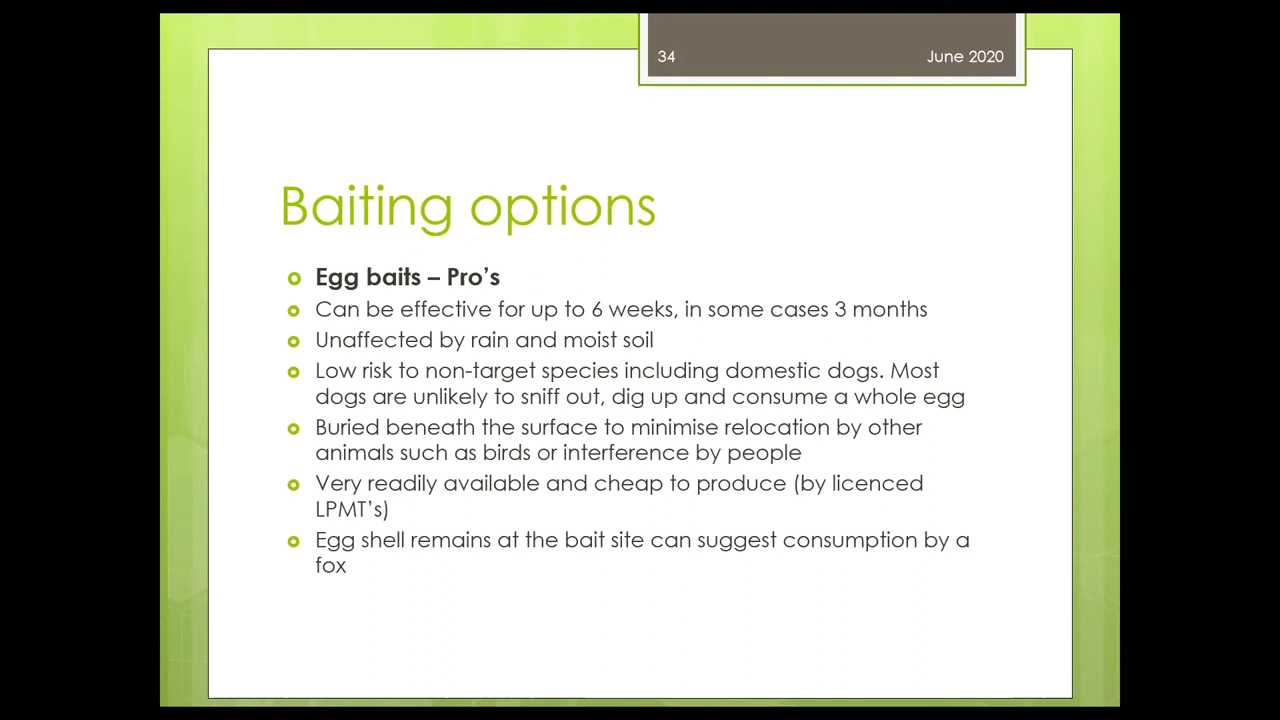 34
June 2020
Baiting options
Egg baits – Pro’s
Can be effective for up to 6 weeks, in some cases 3 months
Unaffected by rain and moist soil
Low risk to non-target species including domestic dogs. Most
dogs are unlikely to sniff out, dig up and consume a whole egg
Buried beneath the surface to minimise relocation by other
animals such as birds or interference by people
Very readily available and cheap to produce (by licenced
LPMT’s)
Egg shell remains at the bait site can suggest consumption by a
fox